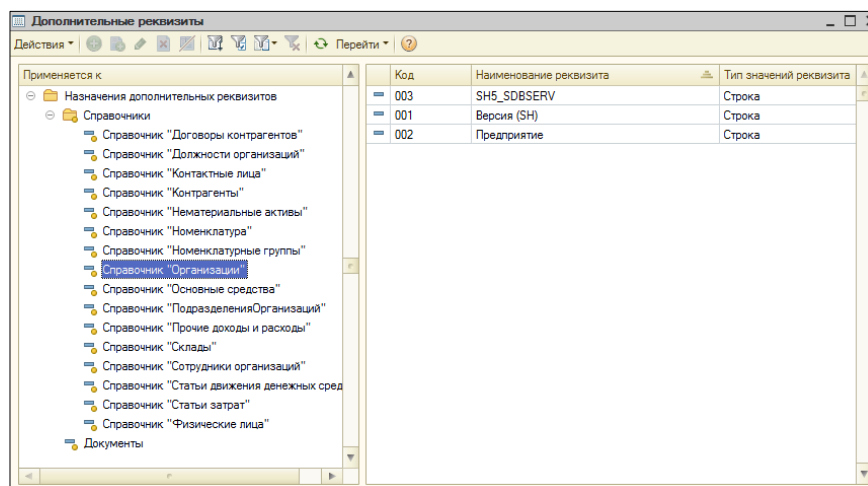 Дополнительные реквизиты
Действия Перейти
Применяется к
Назначения дополнительных реквизитов
Справочники
Справочник "Договоры контрагентов"
Справочник "Должности организаций"
Справочник "Контактные лица"
Справочник "Контрагенты"
Справочник "Нематериальные активы"
Справочник "Номенклатура"
Справочник "Номенклатурные группы"
Справочник "Организации"
Справочник "Основные средства"
Справочник "ПодразделенияОрганизаций"
Справочник "Прочие доходы и расходы"
Справочник "Склады"
Справочник "Сотрудники организаций"
Справочник "Статьи движения денежных сред
Справочник "Статьи затрат"
Справочник "Физические лица"
Документы
Код Наименование реквизита Тип значений реквизита
003 SH5_SDBSERV Строка
001 Версия (SH) Строка
002 Предприятие Строка